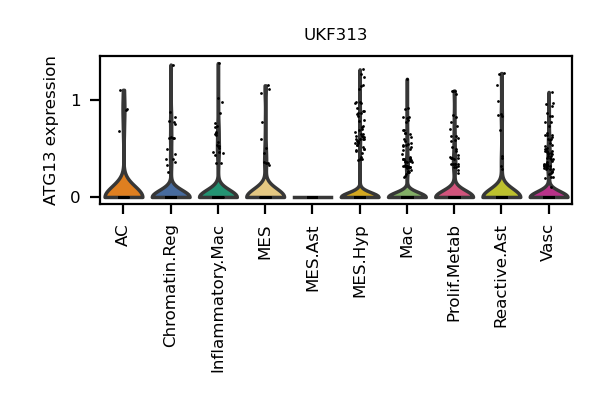 UKF313
ATG13 expression
1
0
AC
Chromatin.Reg
Inflammatory.Mac
MES
MES.Ast
MES.Hyp
Mac
Prolif.Metab
Reactive.Ast
Vasc